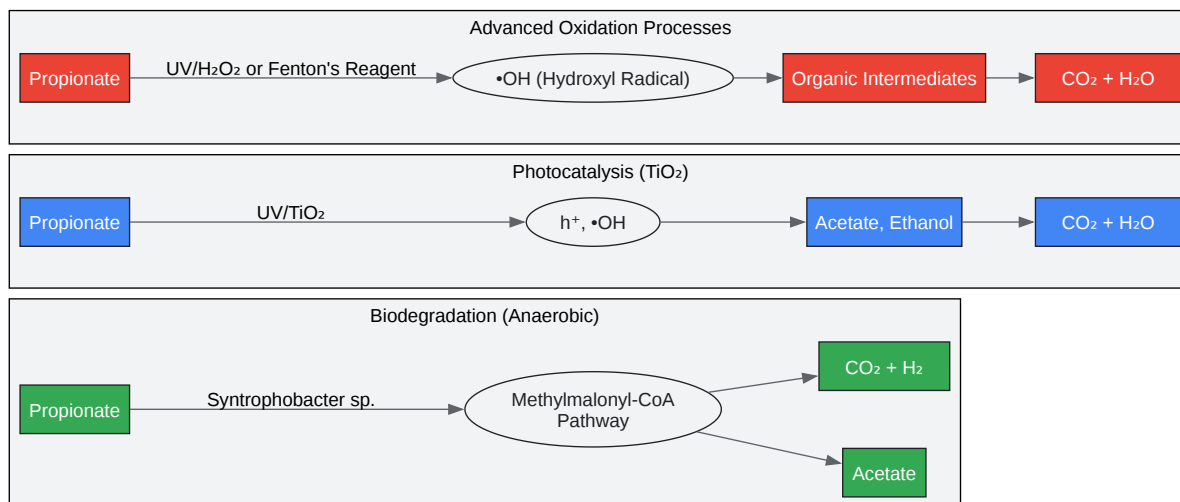 Advanced Oxidation Processes
Propionate
UV/H₂O₂ or Fenton's Reagent
•OH (Hydroxyl Radical)
Organic Intermediates
CO₂ + H₂O
Photocatalysis (TiO₂)
Propionate
UV/TiO₂
h⁺, •OH
Acetate, Ethanol
CO₂ + H₂O
Biodegradation (Anaerobic)
Propionate
Syntrophobacter sp.
Methylmalonyl-CoA
Pathway
CO₂ + H₂
Acetate